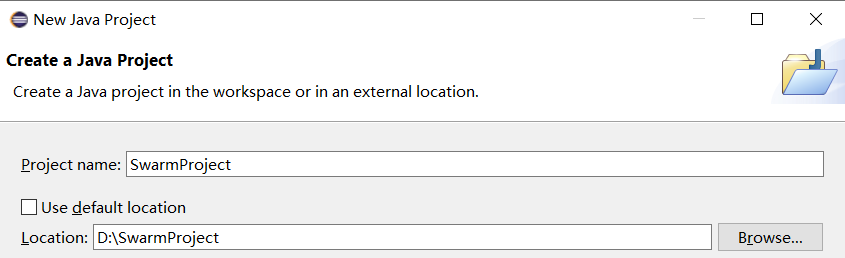 New Java Project
Create a Java Project
Create a Java project in the workspace or in an external location.
Project name: SwarmProject
Use default location
Location: D:\SwarmProject Browse...